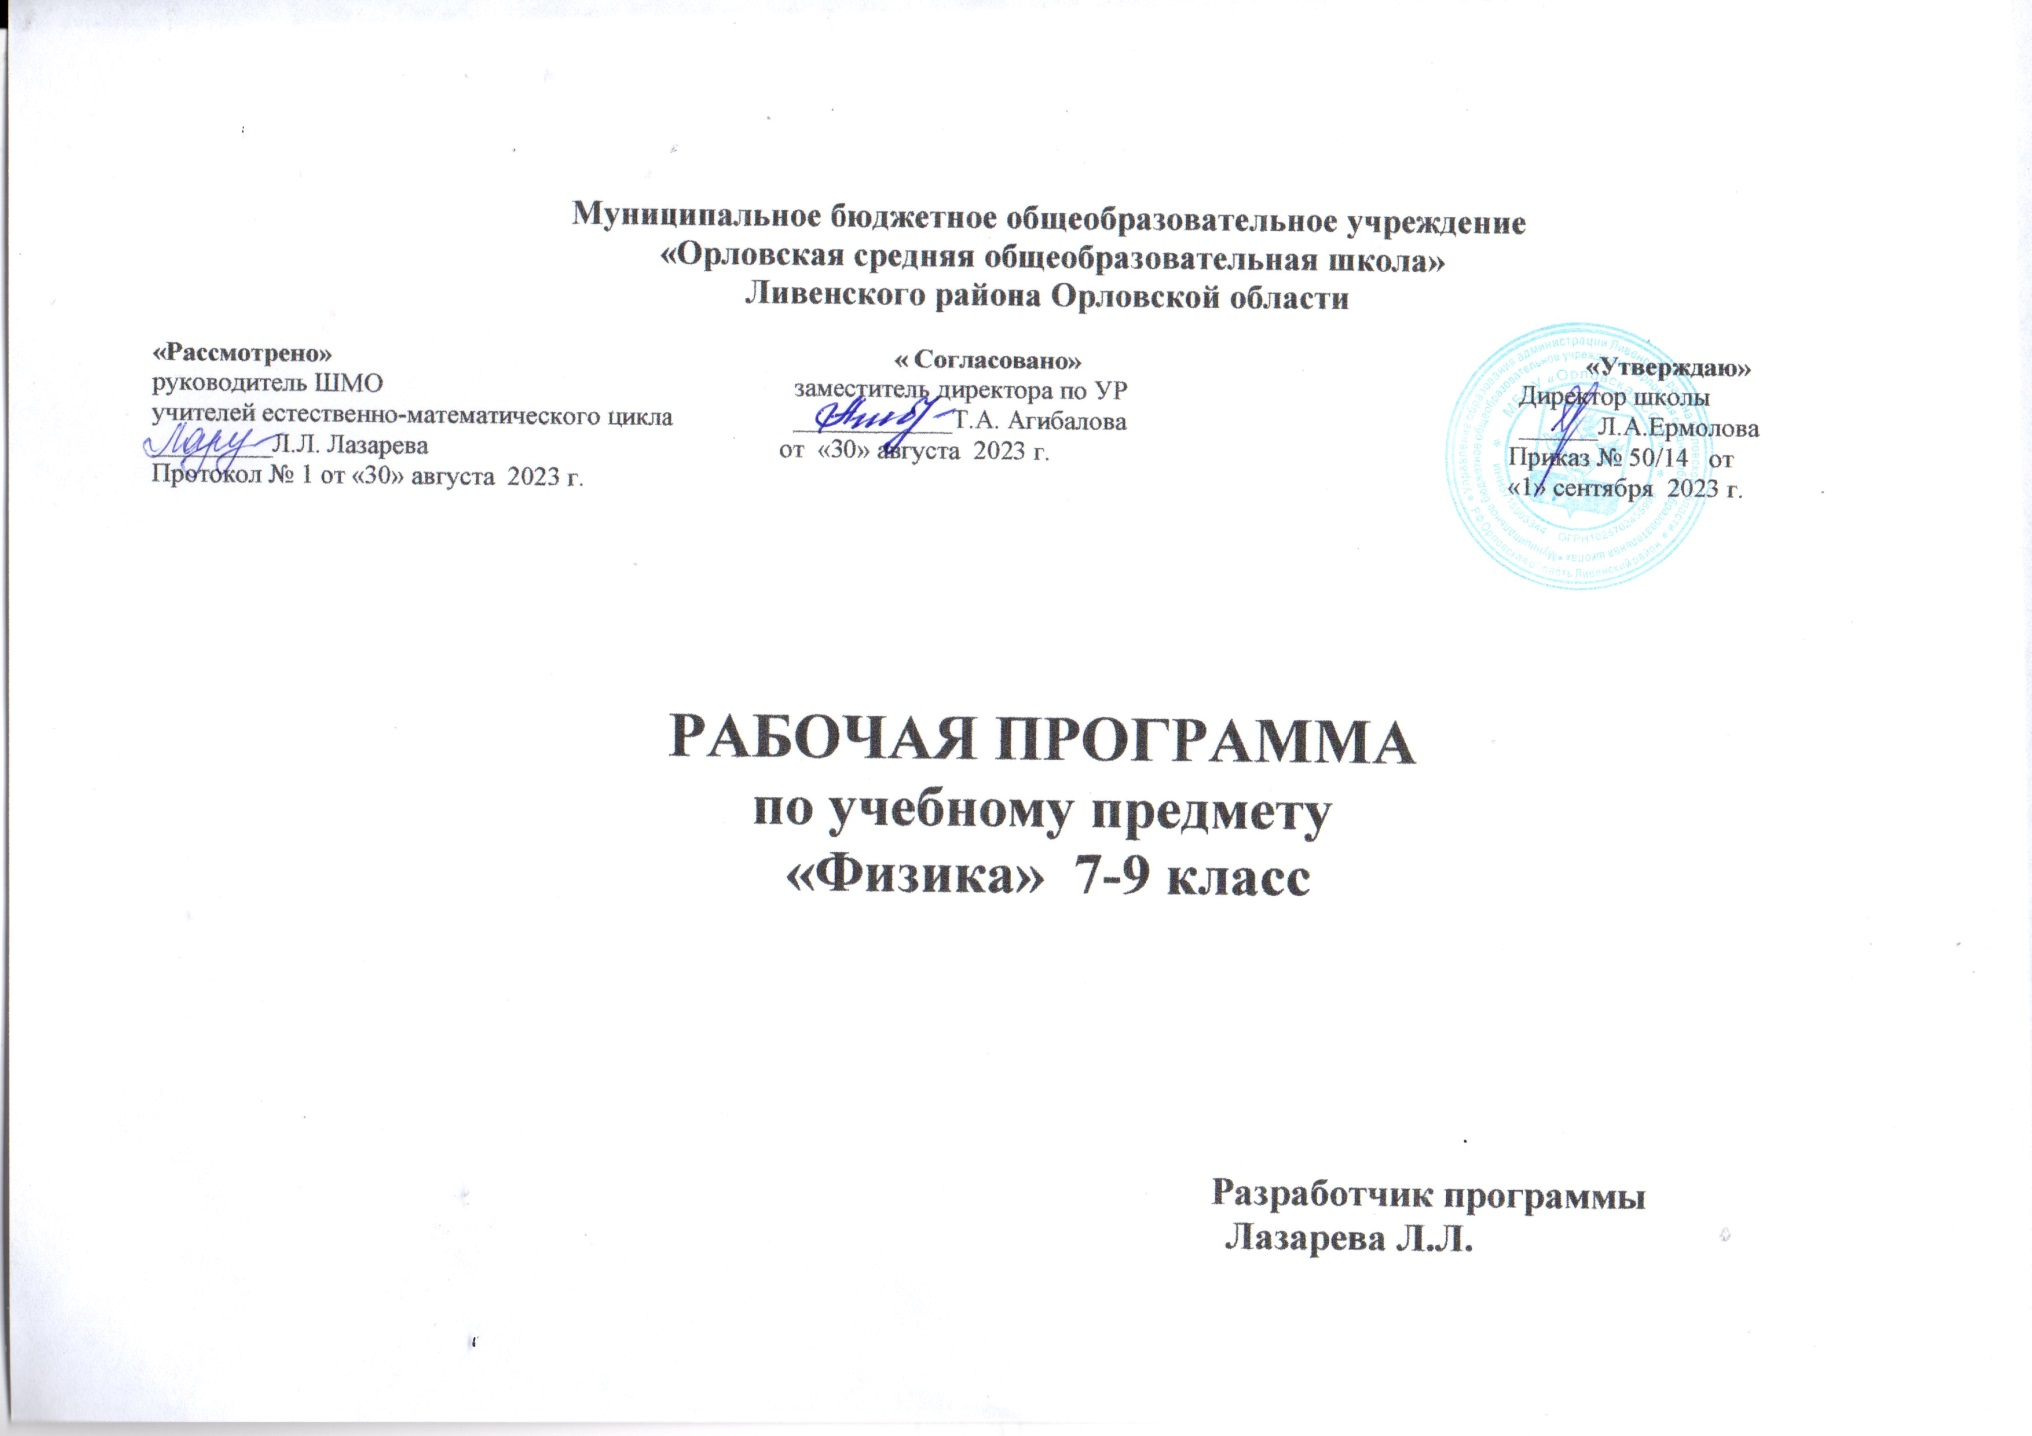 Муниципальное бюджетное общеобразовательное учреждение
«Орловская средняя общеобразовательная школа»
Ливенского района Орловской области
«Рассмотрено»
руководитель ШМО
учителей естественно-математического цикла
_________Л.Л. Лазарева
Протокол № 1 от «30» августа 2023 г.
« Согласовано»
заместитель директора по УР
____________Т.А. Агибалова
от «30» августа 2023 г.
«Утверждаю»
Директор школы
______Л.А.Ермолова
Приказ № 50/14 от
«1» сентября 2023 г.
РАБОЧАЯ ПРОГРАММА
по учебному предмету
«Физика» 7-9 класс
Разработчик программы
Лазарева Л.Л.